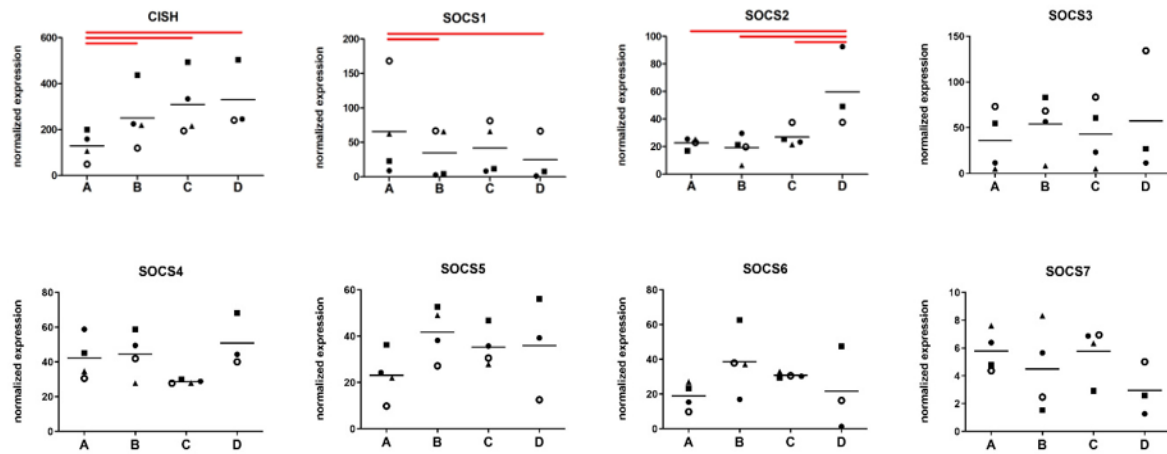 CISH
normalized expression
600
400
200
0
A B C D
SOCS1
normalized expression
200
150
100
50
0
A B C D
SOCS2
normalized expression
100
80
60
40
20
0
A B C D
SOCS3
normalized expression
150
100
50
0
A B C D
SOCS4
normalized expression
80
60
40
20
0
A B C D
SOCS5
normalized expression
60
40
20
0
A B C D
SOCS6
normalized expression
80
60
40
20
0
A B C D
SOCS7
normalized expression
10
8
6
4
2
0
A B C D